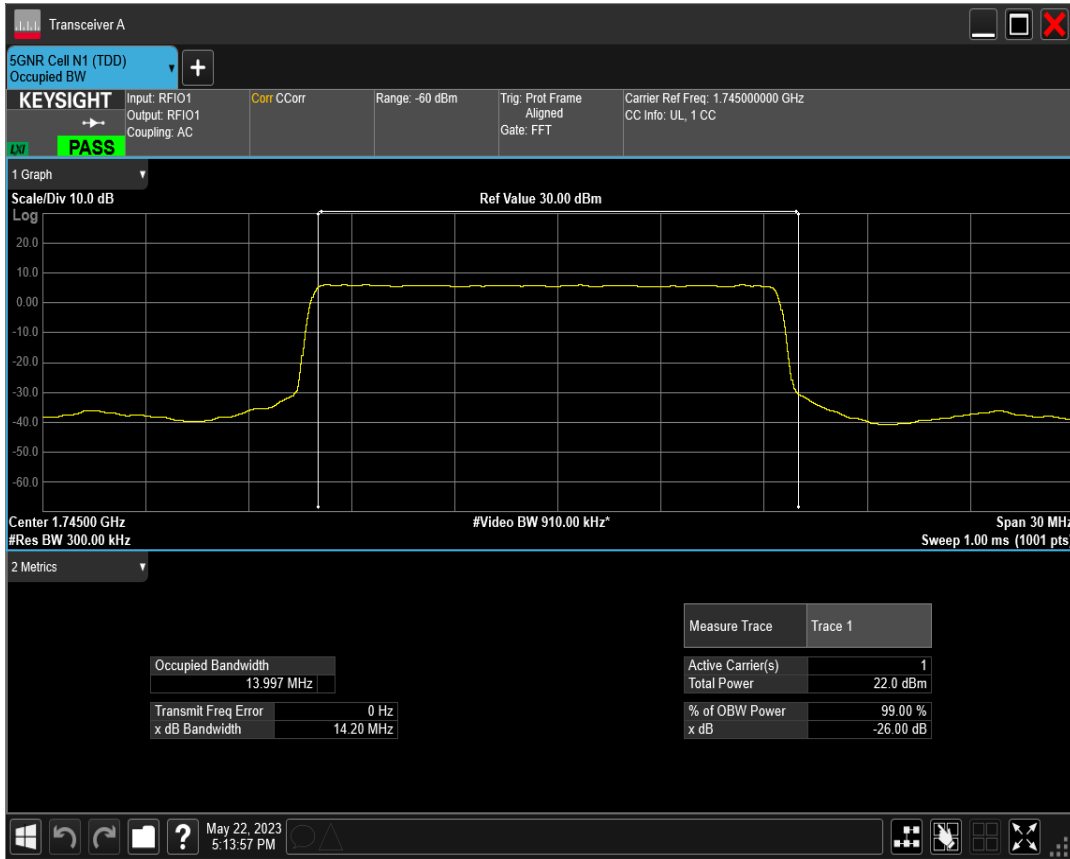 Transceiver A
5GNR Cell N1 (TDD)
Occupied BW
+
KEYSIGHT
LXI
PASS
Input: RFIO1
Output: RFIO1
Coupling: AC
Corr CCorr
Range: -60 dBm
Trig: Prot Frame
Aligned
Gate: FFT
Carrier Ref Freq: 1.745000000 GHz
CC Info: UL, 1 CC
1 Graph
Scale/Div 10.0 dB
Ref Value 30.00 dBm
Log
20.0
10.0
0.00
-10.0
-20.0
-30.0
-40.0
-50.0
-60.0
Center 1.74500 GHz
#Video BW 910.00 kHz*
Span 30 MHz
#Res BW 300.00 kHz
Sweep 1.00 ms (1001 pts)
2 Metrics
Measure Trace Trace 1
Occupied Bandwidth
13.997 MHz
Active Carrier(s) 1
Total Power 22.0 dBm
Transmit Freq Error 0 Hz
x dB Bandwidth 14.20 MHz
% of OBW Power 99.00 %
x dB -26.00 dB
?
May 22, 2023
5:13:57 PM